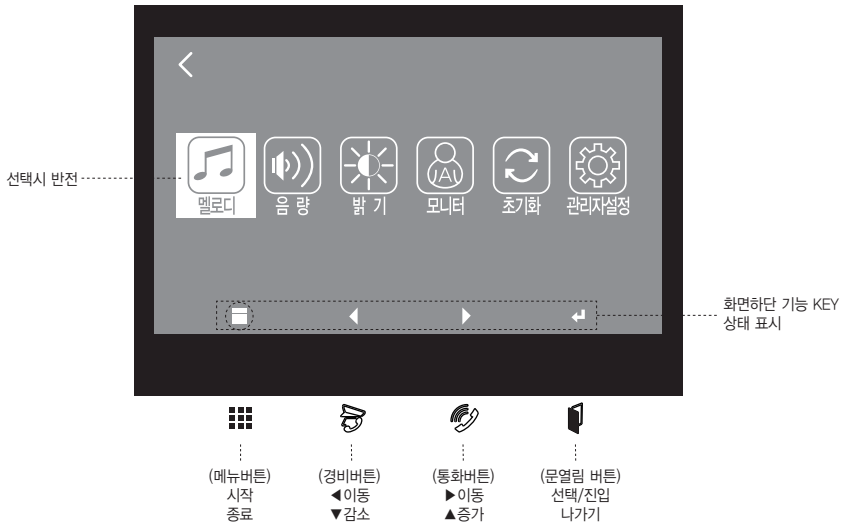 선택시 반전
멜로디
음 량
밝 기
모니터
초기화
관리자설정
화면하단 기능 KEY
상태 표시
(메뉴버튼)
시작
종료
(경비버튼)
◀이동
▼감소
(통화버튼)
▶이동
▲증가
(문열림 버튼)
선택/진입
나가기